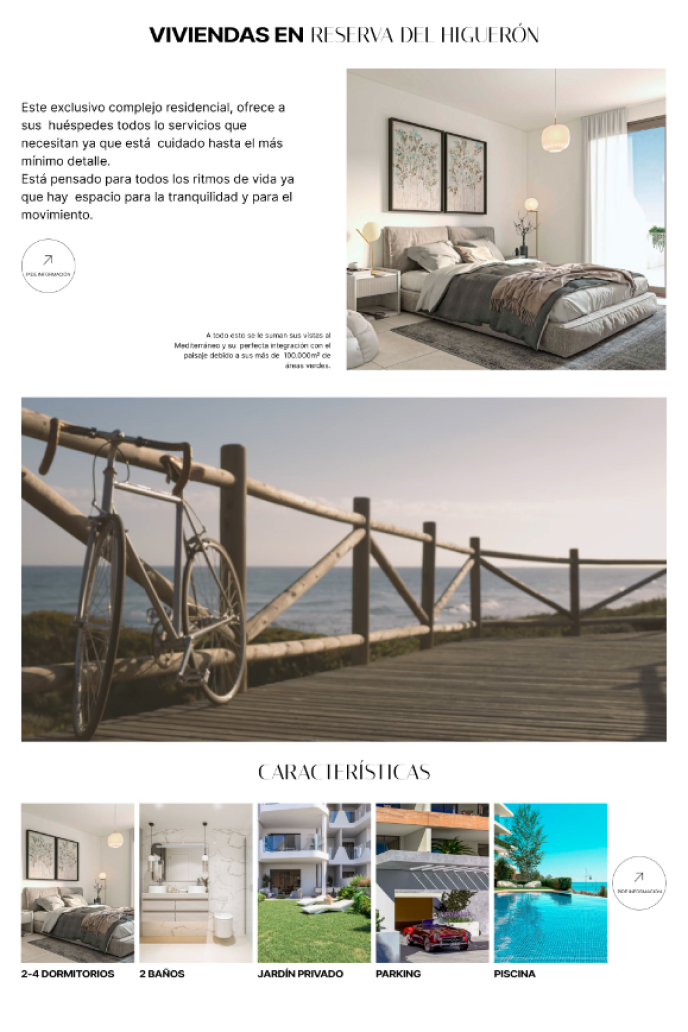 VIVIENDAS EN RESERVA DEL HIGUERÓN
Este exclusivo complejo residencial, ofrece a
sus huéspedes todos lo servicios que
necesitan ya que está cuidado hasta el más
mínimo detalle.
Está pensado para todos los ritmos de vida ya
que hay espacio para la tranquilidad y para el
movimiento.
PIDE INFORMACIÓN
A todo esto se le suman sus vistas al
Mediterráneo y su perfecta integración con el
paisaje debido a sus más de 100.000m² de
áreas verdes.
CARACTERÍSTICAS
PIDE INFORMACIÓN
2-4 DORMITORIOS
2 BAÑOS
JARDÍN PRIVADO
PARKING
PISCINA